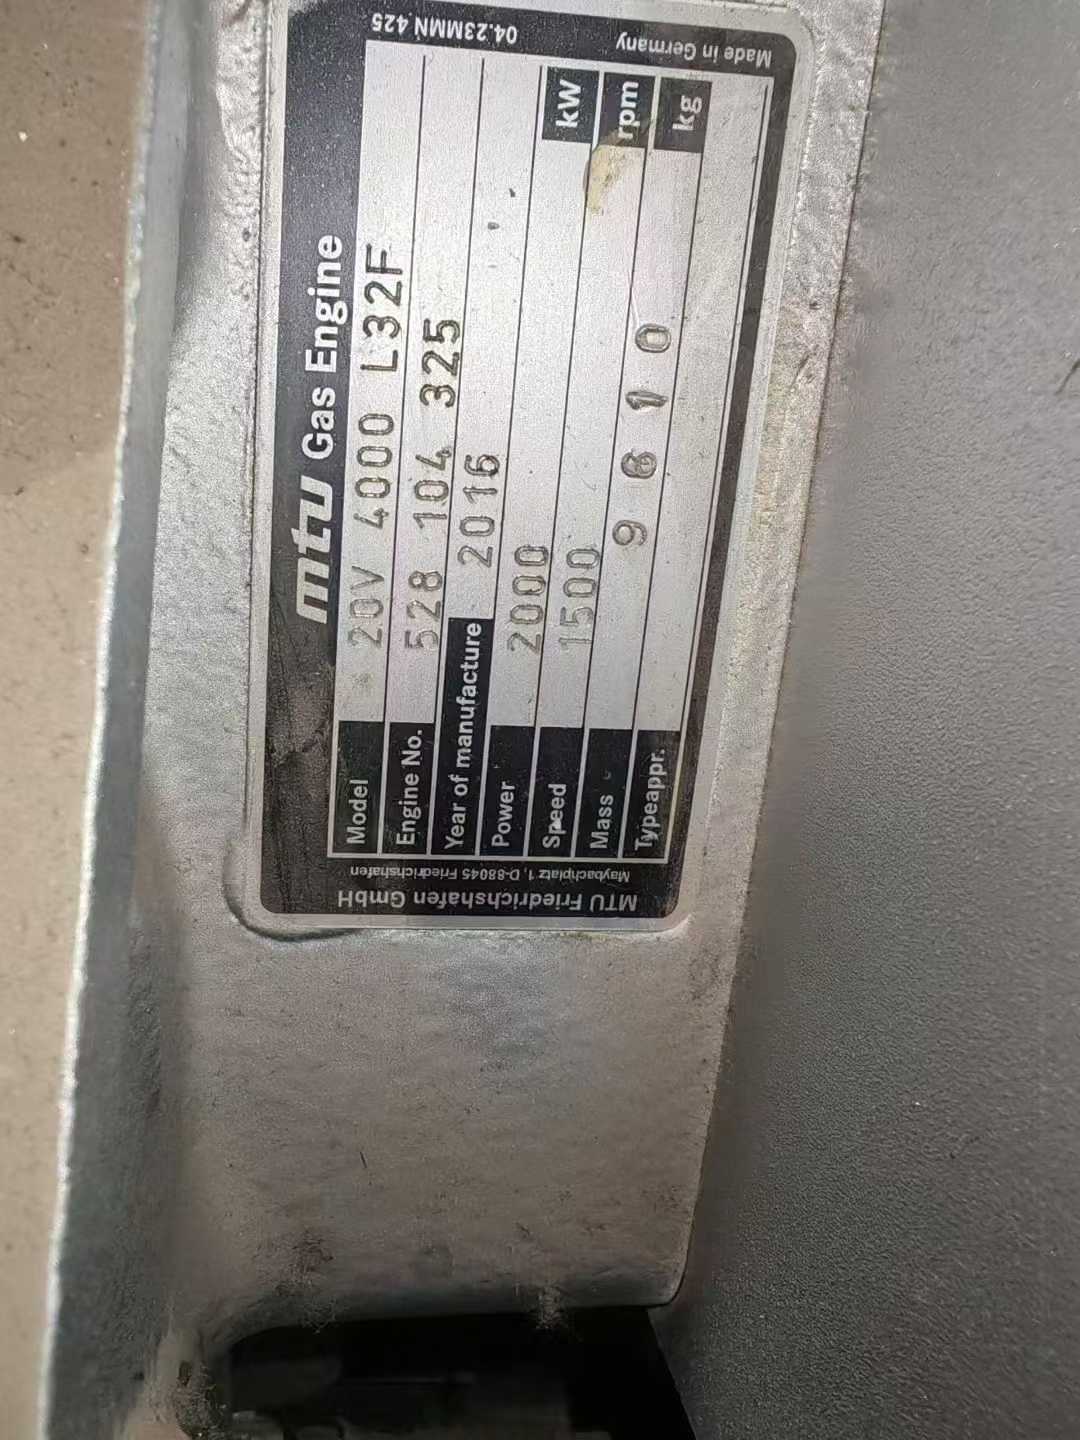 mtu Gas Engine
Model 20V 4000 L32F
Engine No. 528 104 325
Year of manufacture 2016
Power 2000 kW
Speed 1500 rpm
Mass 9610 kg
Typeappr.
MTU Friedrichshafen GmbH
Maybachplatz 1, D-88045 Friedrichshafen
Made in Germany
04.23MMN.425